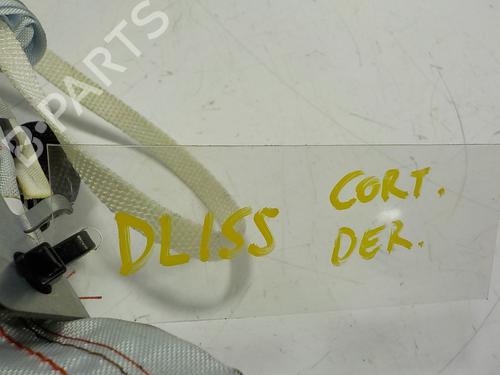 B-PARTS
CORT.
DL155 DER.